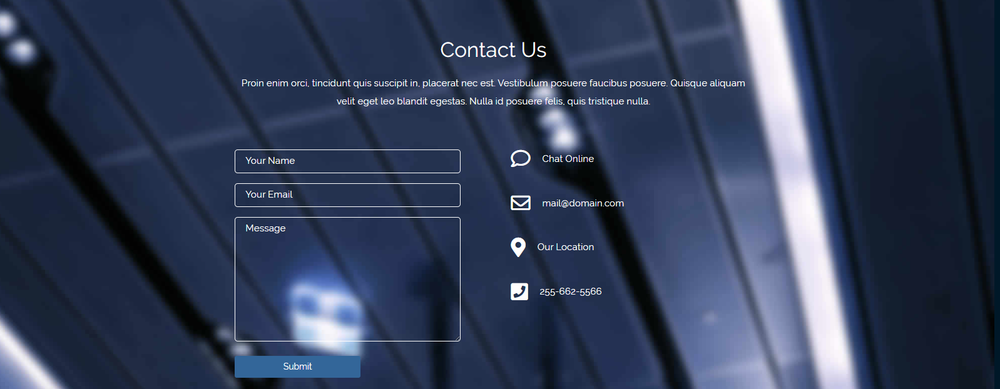 Contact Us
Proin enim orci, tincidunt quis suscipit in, placerat nec est. Vestibulum posuere faucibus posuere. Quisque aliquam
velit eget leo blandit egestas. Nulla id posuere felis, quis tristique nulla.
Your Name
Your Email
Message
Submit
Chat Online
mail@domain.com
Our Location
255-662-5566